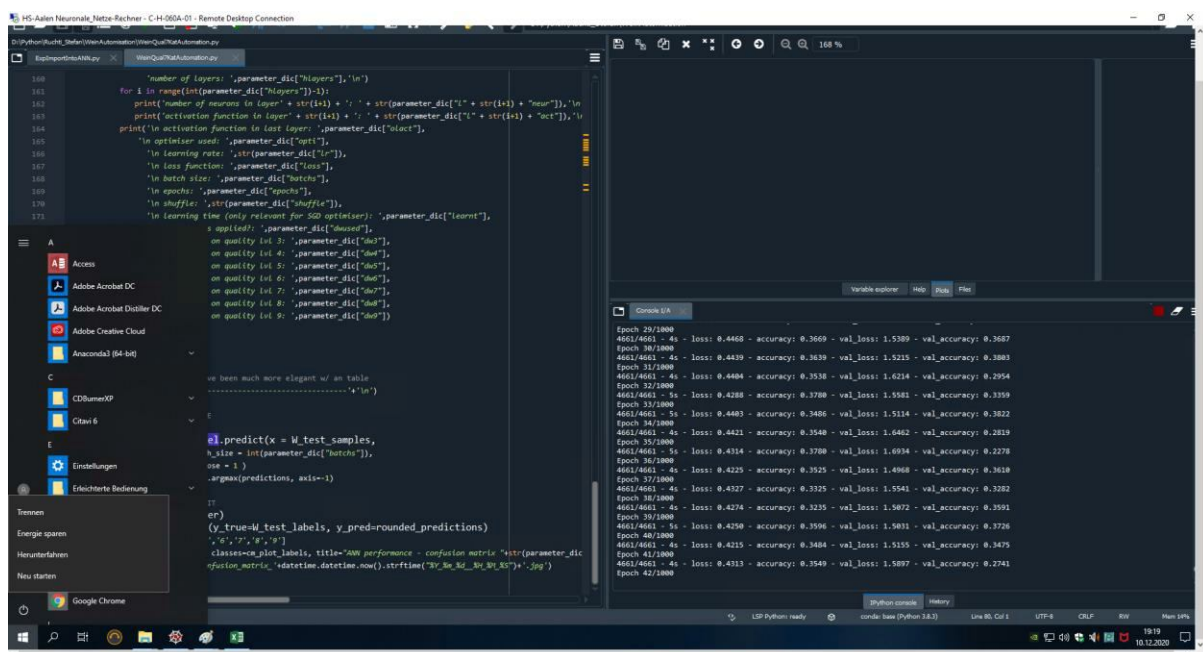 HS-Aalen Neuronale_Netze-Rechner - C-H-060A-01 - Remote Desktop Connection
D:\Python\Ruchti_Stefan\WeinAutomation\WeinQual7KatAutomation.py
ExpImportIntoANN.py
WeinQual7KatAutomation.py
160 'number of layers: ',parameter_dic["hlayers"],'\n')
161 for i in range(int(parameter_dic["hlayers"])-1):
162 print('number of neurons in layer' + str(i+1) + ': ' + str(parameter_dic["l" + str(i+1) + "neur"]),'\n
163 print('activation function in layer' + str(i+1) + ': ' + str(parameter_dic["l" + str(i+1) + "act"]),'\n
164 print('\n activation function in last layer: ',parameter_dic["olact"],
165 '\n optimiser used: ',parameter_dic["opti"],
166 '\n learning rate: ',str(parameter_dic["lr"]),
167 '\n loss function: ',parameter_dic["loss"],
168 '\n batch size: ',parameter_dic["batchs"],
169 '\n epochs: ',parameter_dic["epochs"],
170 '\n shuffle: ',str(parameter_dic["shuffle"]),
171 '\n learning time (only relevant for SGD optimiser): ',parameter_dic["learnt"],
s applied?: ',parameter_dic["dwused"],
on quality lvl 3: ',parameter_dic["dw3"],
on quality lvl 4: ',parameter_dic["dw4"],
on quality lvl 5: ',parameter_dic["dw5"],
on quality lvl 6: ',parameter_dic["dw6"],
on quality lvl 7: ',parameter_dic["dw7"],
on quality lvl 8: ',parameter_dic["dw8"],
on quality lvl 9: ',parameter_dic["dw9"])
ve been much more elegant w/ an table
'+'\n')
E
el.predict(x = W_test_samples,
h_size = int(parameter_dic["batchs"]),
ose = 1 )
.argmax(predictions, axis=-1)
IT
er)
(y_true=W_test_labels, y_pred=rounded_predictions)
','6','7','8','9']
classes=cm_plot_labels, title="ANN performance - confusion matrix "+str(parameter_dic
nfusion_matrix_'+datetime.datetime.now().strftime("%Y_%m_%d__%H_%M_%S")+'.jpg')
A
Access
Adobe Acrobat DC
Adobe Acrobat Distiller DC
Adobe Creative Cloud
Anaconda3 (64-bit)
C
CDBurnerXP
Citavi 6
E
Einstellungen
Erleichterte Bedienung
Trennen
Energie sparen
Herunterfahren
Neu starten
Google Chrome
168 %
Variable explorer Help Plots Files
Console 1/A
Epoch 29/1000
4661/4661 - 4s - loss: 0.4468 - accuracy: 0.3669 - val_loss: 1.5389 - val_accuracy: 0.3687
Epoch 30/1000
4661/4661 - 4s - loss: 0.4439 - accuracy: 0.3639 - val_loss: 1.5215 - val_accuracy: 0.3803
Epoch 31/1000
4661/4661 - 4s - loss: 0.4404 - accuracy: 0.3538 - val_loss: 1.6214 - val_accuracy: 0.2954
Epoch 32/1000
4661/4661 - 5s - loss: 0.4288 - accuracy: 0.3780 - val_loss: 1.5581 - val_accuracy: 0.3359
Epoch 33/1000
4661/4661 - 5s - loss: 0.4403 - accuracy: 0.3486 - val_loss: 1.5114 - val_accuracy: 0.3822
Epoch 34/1000
4661/4661 - 4s - loss: 0.4421 - accuracy: 0.3540 - val_loss: 1.6462 - val_accuracy: 0.2819
Epoch 35/1000
4661/4661 - 5s - loss: 0.4314 - accuracy: 0.3780 - val_loss: 1.6934 - val_accuracy: 0.2278
Epoch 36/1000
4661/4661 - 4s - loss: 0.4225 - accuracy: 0.3525 - val_loss: 1.4968 - val_accuracy: 0.3610
Epoch 37/1000
4661/4661 - 4s - loss: 0.4327 - accuracy: 0.3325 - val_loss: 1.5541 - val_accuracy: 0.3282
Epoch 38/1000
4661/4661 - 4s - loss: 0.4274 - accuracy: 0.3235 - val_loss: 1.5072 - val_accuracy: 0.3591
Epoch 39/1000
4661/4661 - 5s - loss: 0.4250 - accuracy: 0.3596 - val_loss: 1.5031 - val_accuracy: 0.3726
Epoch 40/1000
4661/4661 - 4s - loss: 0.4215 - accuracy: 0.3484 - val_loss: 1.5155 - val_accuracy: 0.3475
Epoch 41/1000
4661/4661 - 4s - loss: 0.4313 - accuracy: 0.3549 - val_loss: 1.5897 - val_accuracy: 0.2741
Epoch 42/1000
IPython console History
LSP Python: ready conda: base (Python 3.8.3) Line 80, Col 1 UTF-8 CRLF RW Mem 14%
19:19
10.12.2020